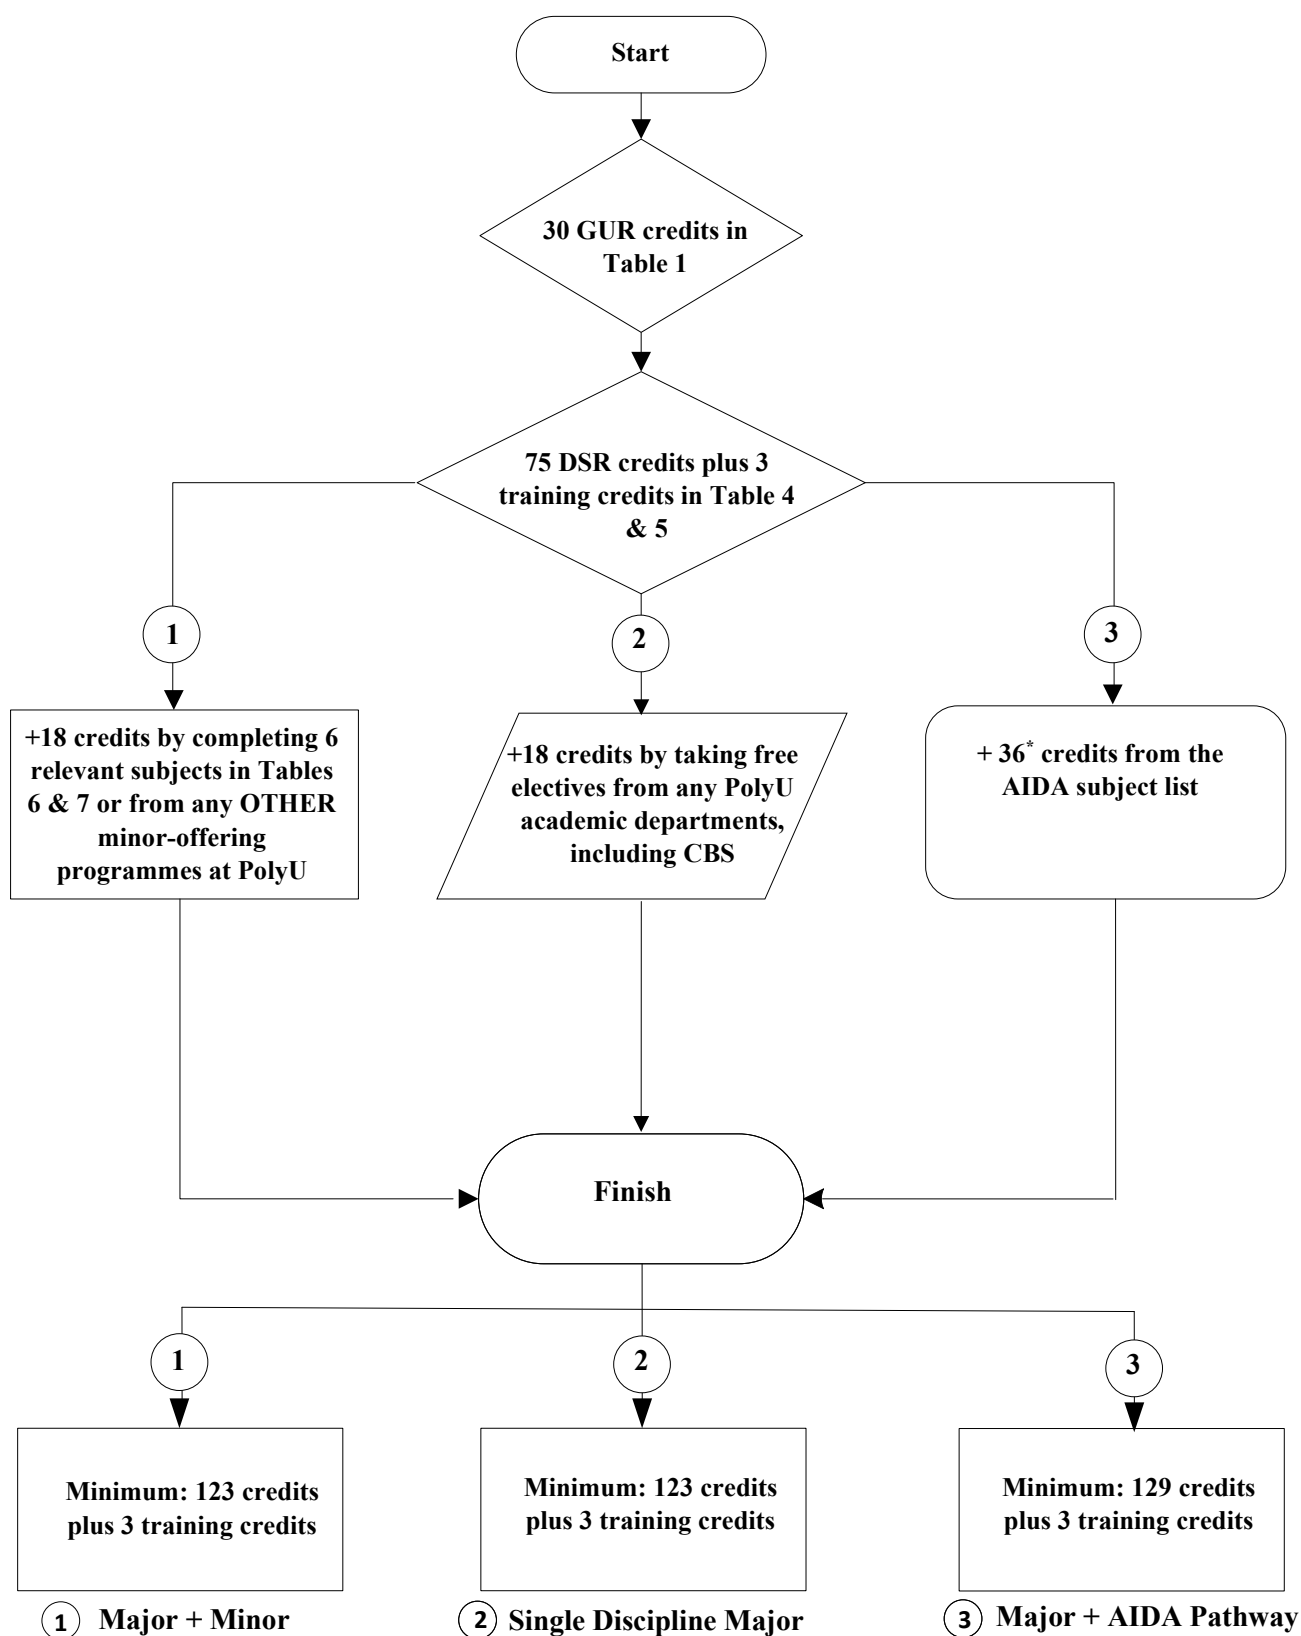 Start
30 GUR credits in
Table 1
75 DSR credits plus 3
training credits in Table 4
& 5
1
2
3
+18 credits by completing 6
relevant subjects in Tables
6 & 7 or from any OTHER
minor-offering
programmes at PolyU
+18 credits by taking free
electives from any PolyU
academic departments,
including CBS
+ 36* credits from the
AIDA subject list
Finish
1
2
3
Minimum: 123 credits
plus 3 training credits
Minimum: 123 credits
plus 3 training credits
Minimum: 129 credits
plus 3 training credits
1 Major + Minor
2 Single Discipline Major
3 Major + AIDA Pathway